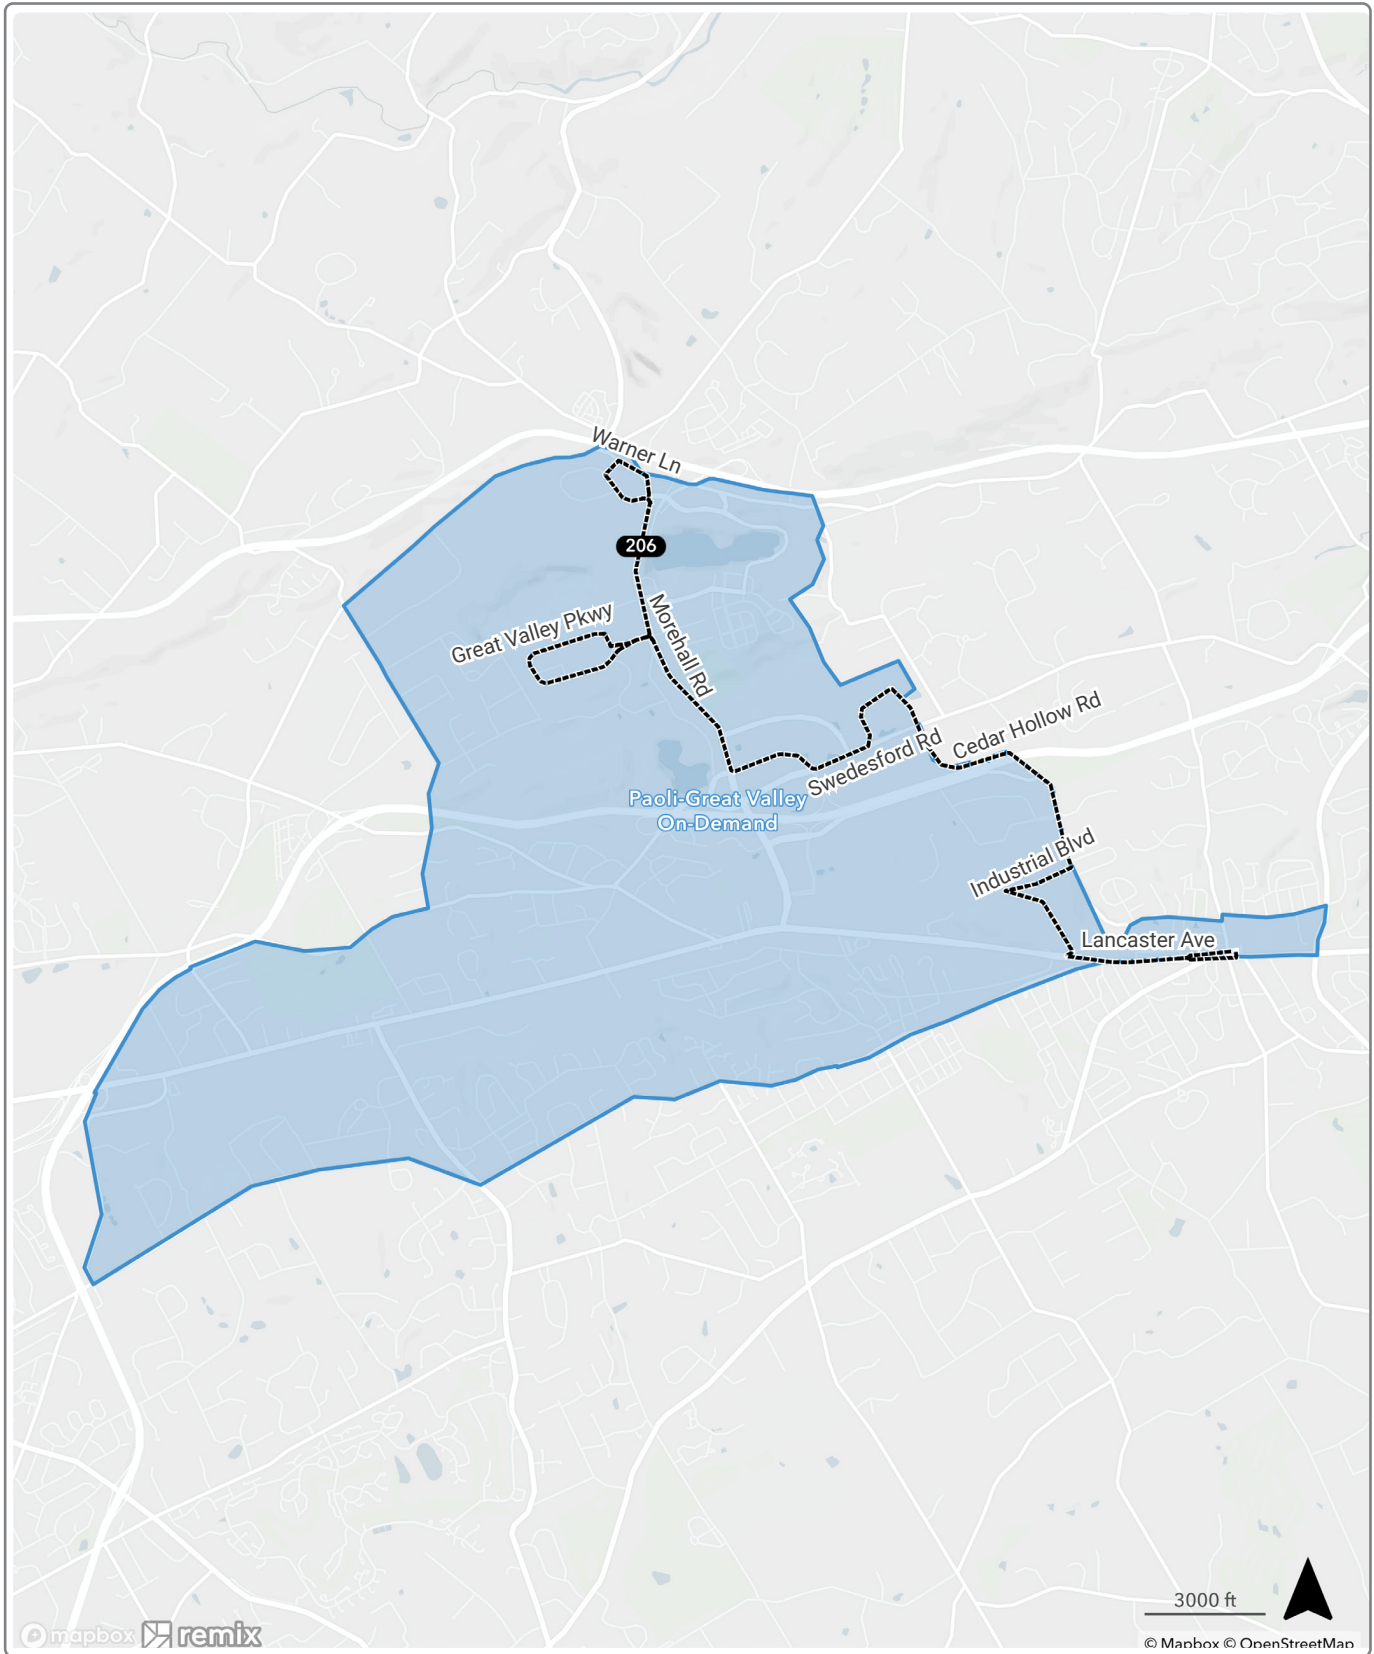 Warner Ln
206
Morehall Rd
Great Valley Pkwy
Cedar Hollow Rd
Swedesford Rd
Paoli-Great Valley
On-Demand
Industrial Blvd
Lancaster Ave
3000 ft
mapbox remix
© Mapbox © OpenStreetMap